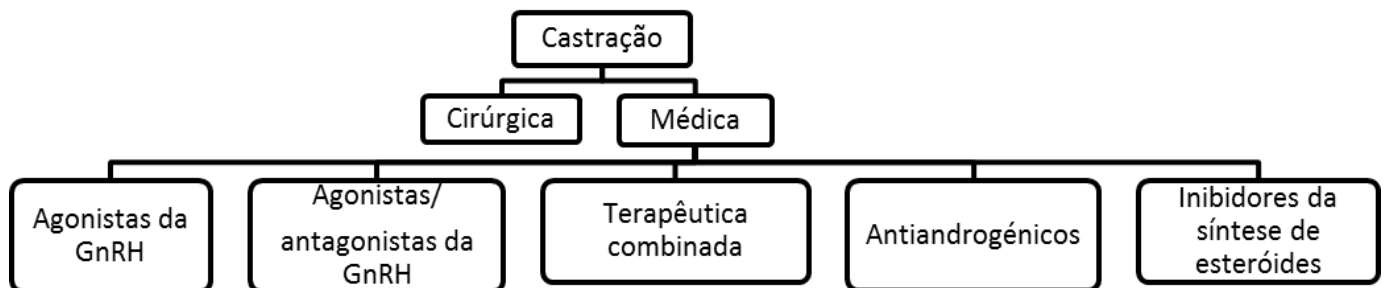 Castração
Cirúrgica
Médica
Agonistas da
GnRH
Agonistas/
antagonistas da
GnRH
Terapêutica
combinada
Antiandrogénicos
Inibidores da
síntese de
esteróides